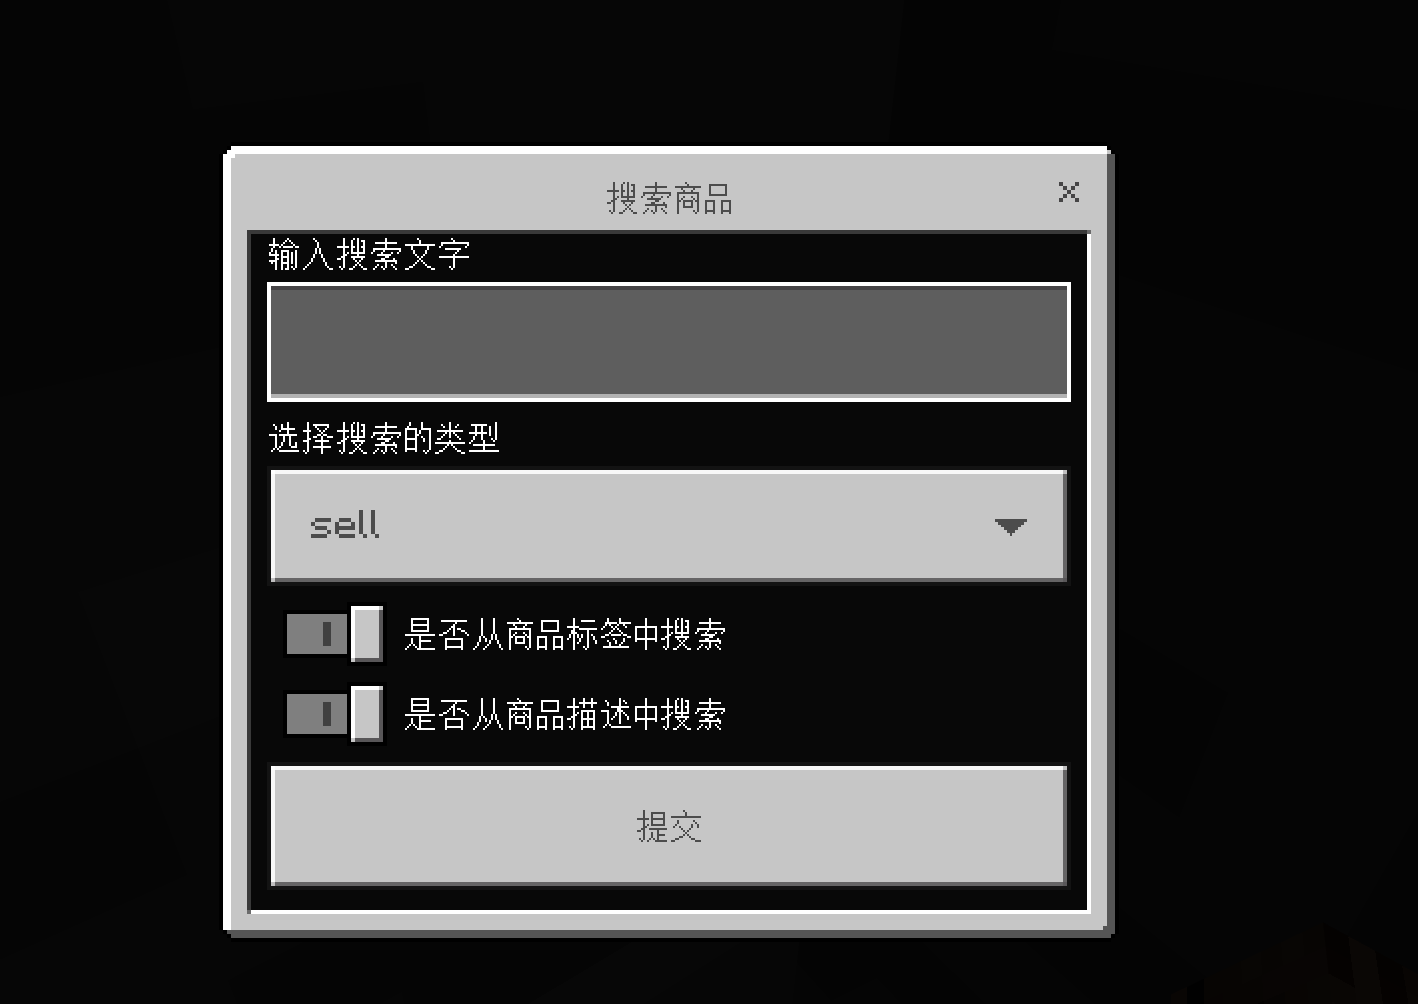 搜索商品
输入搜索文字
选择搜索的类型
sell
是否从商品标签中搜索
是否从商品描述中搜索
提交